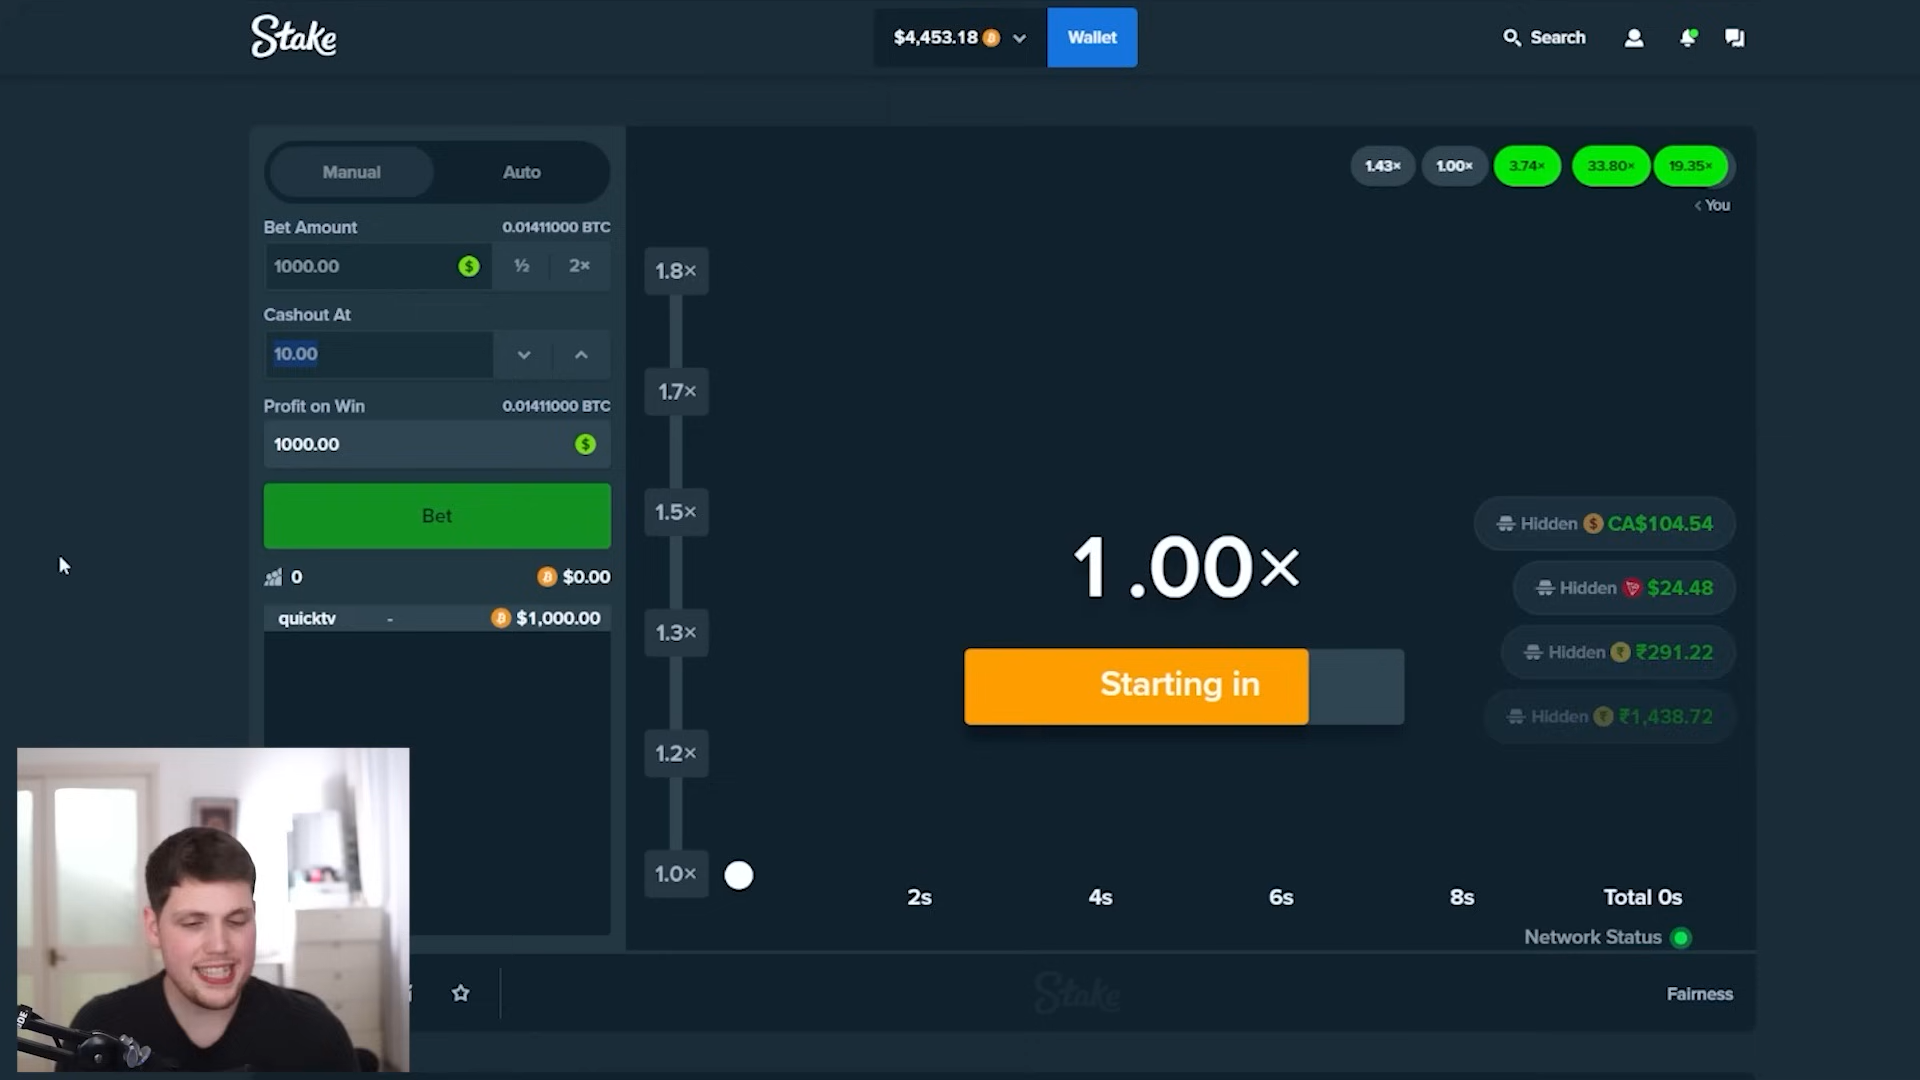 Stake
$4,453.18
Wallet
Search
Manual
Auto
Bet Amount
0.01411000 BTC
1000.00
½
2×
Cashout At
10.00
Profit on Win
0.01411000 BTC
1000.00
Bet
0
$0.00
quicktv
-
$1,000.00
1.43×
1.00×
3.74×
33.80×
19.35×
< You
1.8×
1.7×
1.5×
1.3×
1.2×
1.0×
1.00×
Starting in
Hidden CA$104.54
Hidden $24.48
Hidden ₹291.22
Hidden ₹1,438.72
2s
4s
6s
8s
Total 0s
Network Status
Stake
Fairness